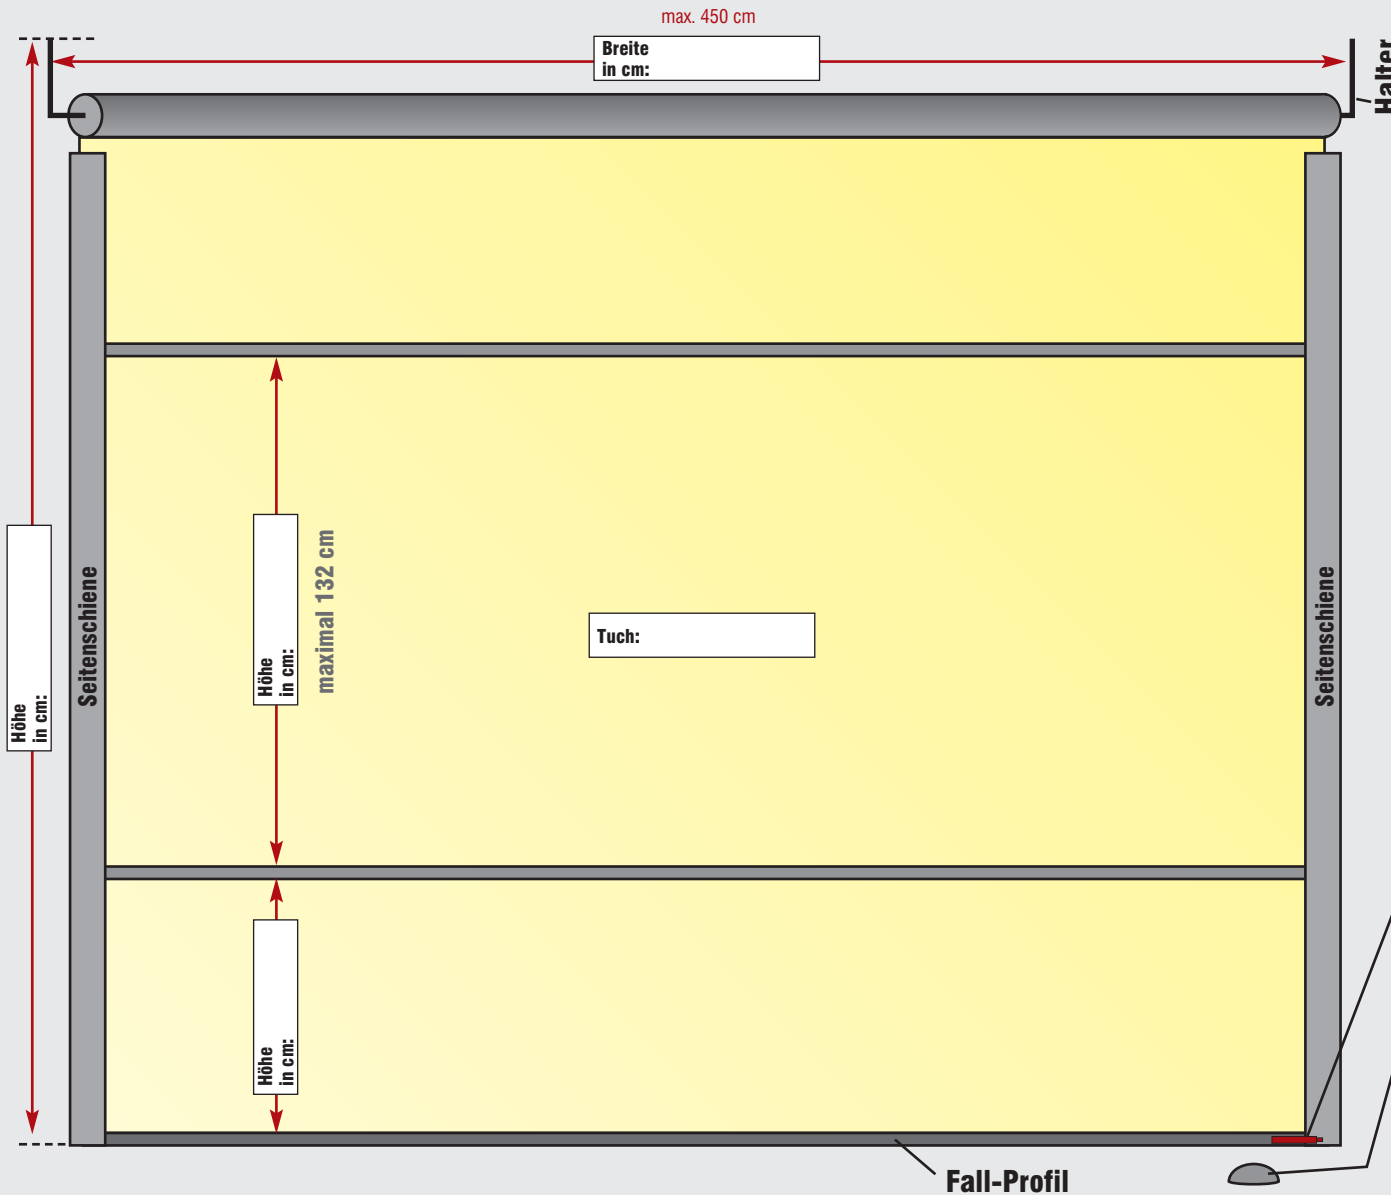 max. 450 cm
Breite
in cm:
Halter
Höhe
in cm:
Seitenschiene
Höhe
in cm:
maximal 132 cm
Tuch:
Seitenschiene
Höhe
in cm:
Fall-Profil